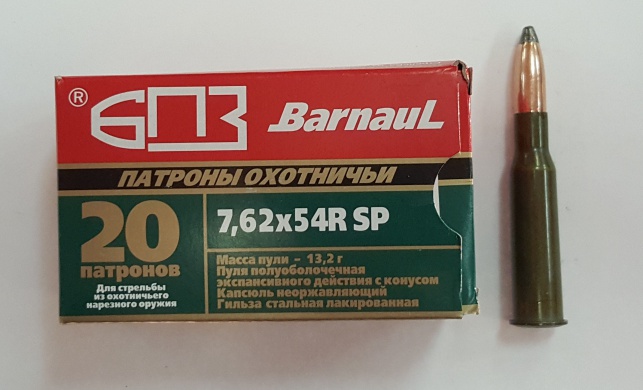 ® БПЗ BarnauL
ПАТРОНЫ ОХОТНИЧЬИ
20
патронов
Для стрельбы
из охотничьего
нарезного оружия
7,62x54R SP
Масса пули – 13,2 г
Пуля полуоболочечная
экспансивного действия с конусом
Капсюль неоржавляющий
Гильза стальная лакированная